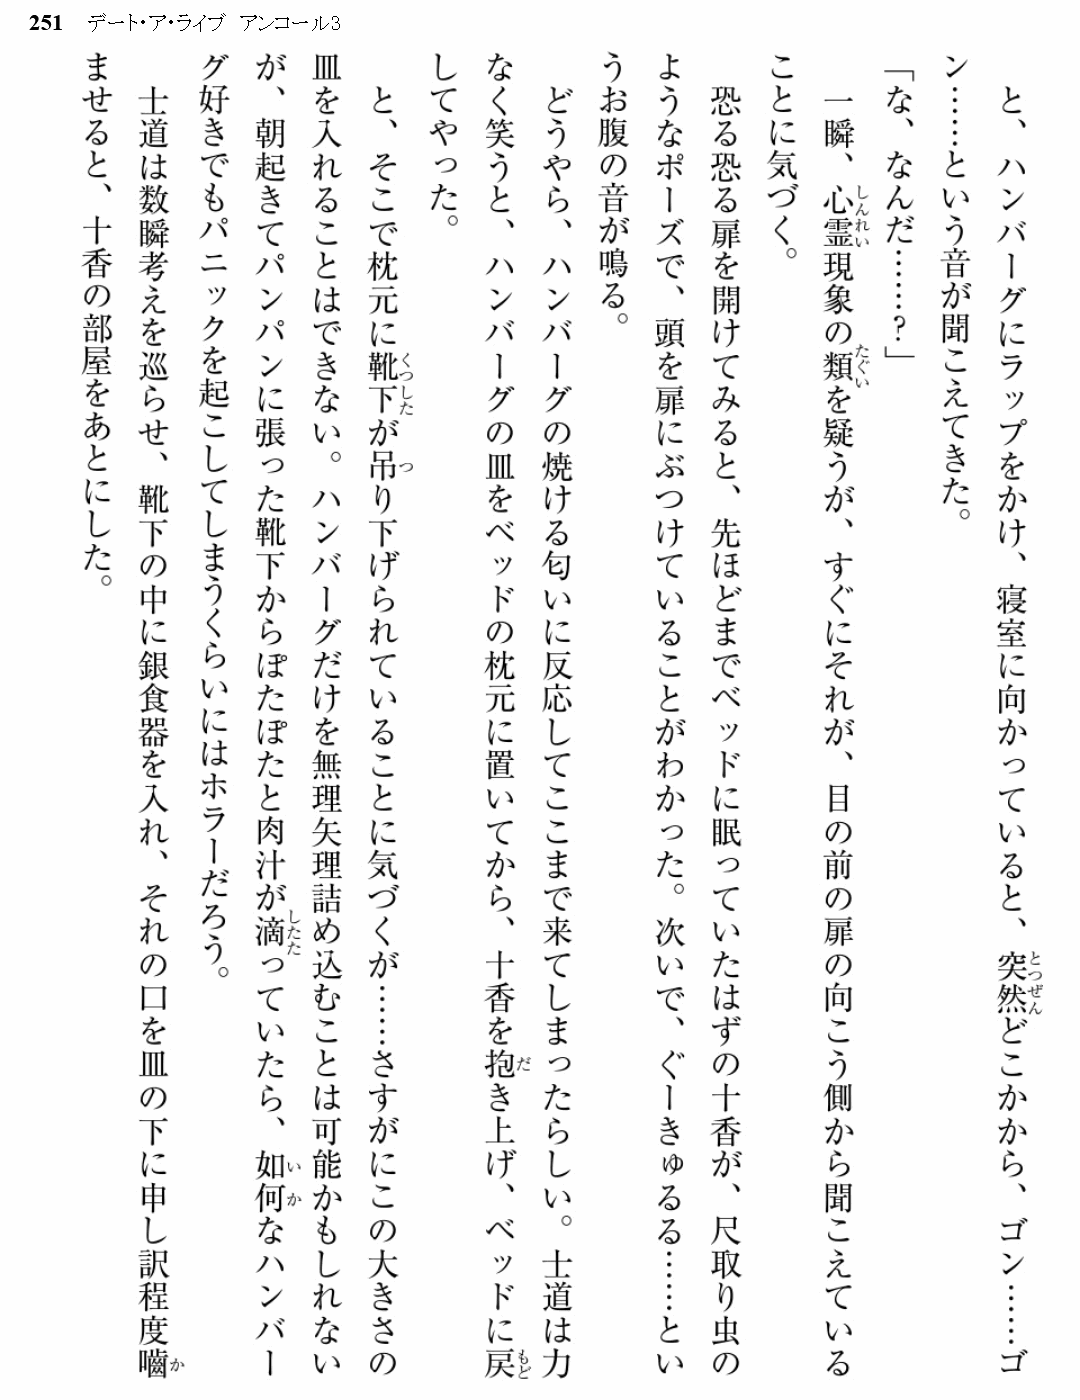 251 デート・ア・ライブ アンコール3
と、ハンバーグにラップをかけ、寝室に向かっていると、突然どこかから、ゴン……ゴ
ン……という音が聞こえてきた。
「な、なんだ……?」
一瞬、心霊現象の類を疑うが、すぐにそれが、目の前の扉の向こう側から聞こえている
ことに気づく。
恐る恐る扉を開けてみると、先ほどまでベッドに眠っていたはずの十香が、尺取り虫の
ようなポーズで、頭を扉にぶつけていることがわかった。次いで、ぐーきゅるる……とい
うお腹の音が鳴る。
どうやら、ハンバーグの焼ける匂いに反応してここまで来てしまったらしい。士道は力
なく笑うと、ハンバーグの皿をベッドの枕元に置いてから、十香を抱き上げ、ベッドに戻
してやった。
と、そこで枕元に靴下が吊り下げられていることに気づくが……さすがにこの大きさの
皿を入れることはできない。ハンバーグだけを無理矢理詰め込むことは可能かもしれない
が、朝起きてパンパンに張った靴下からぽたぽたと肉汁が滴っていたら、如何なハンバー
グ好きでもパニックを起こしてしまうくらいにはホラーだろう。
士道は数瞬考えを巡らせ、靴下の中に銀食器を入れ、それの口を皿の下に申し訳程度嚙
ませると、十香の部屋をあとにした。